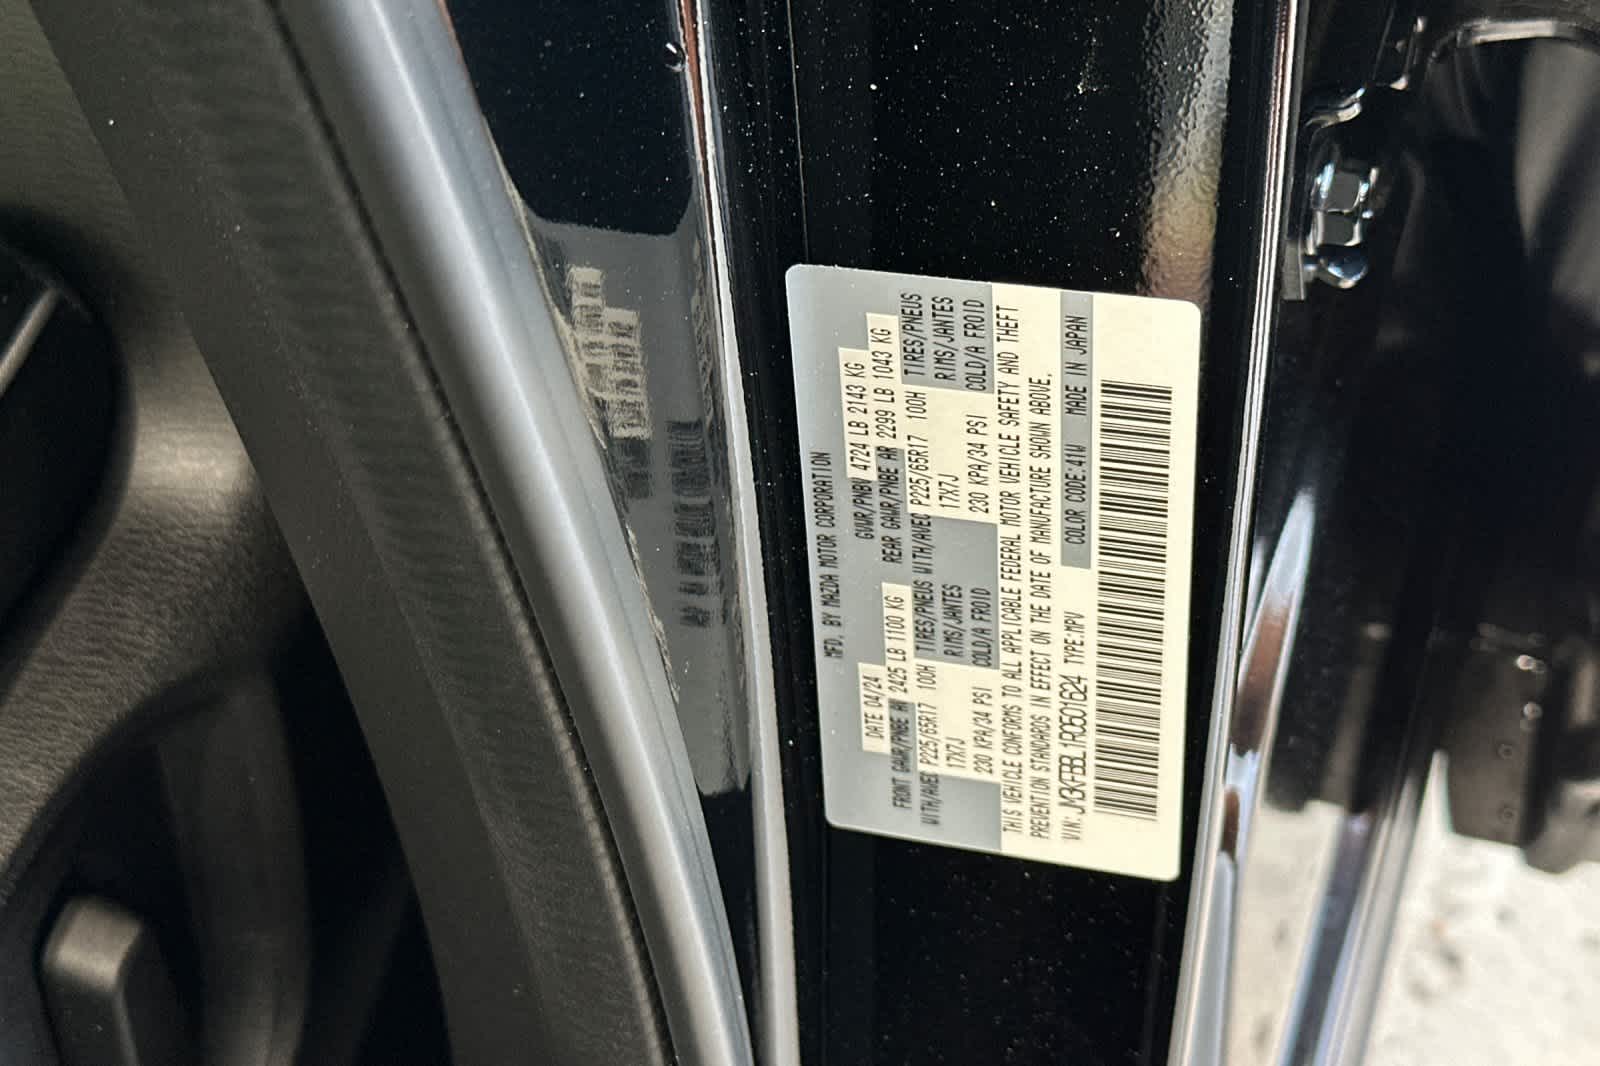 MFD. BY MAZDA MOTOR CORPORATION
DATE 04/24 GVWR/PNBV 4724 LB 2143 KG
FRONT GAWR/PNBE AV 2425 LB 1100 KG REAR GAWR/PNBE AR 2299 LB 1043 KG
WITH/AVEC P225/65R17 100H TIRES/PNEUS WITH/AVEC P225/65R17 100H TIRES/PNEUS
17X7J RIMS/JANTES 17X7J RIMS/JANTES
230 KPA/34 PSI COLD/A FROID 230 KPA/34 PSI COLD/A FROID
THIS VEHICLE CONFORMS TO ALL APPLICABLE FEDERAL MOTOR VEHICLE SAFETY AND THEFT
PREVENTION STANDARDS IN EFFECT ON THE DATE OF MANUFACTURE SHOWN ABOVE.
VIN: JM3KFBBL1R0501624 TYPE:MPV COLOR CODE:41W MADE IN JAPAN